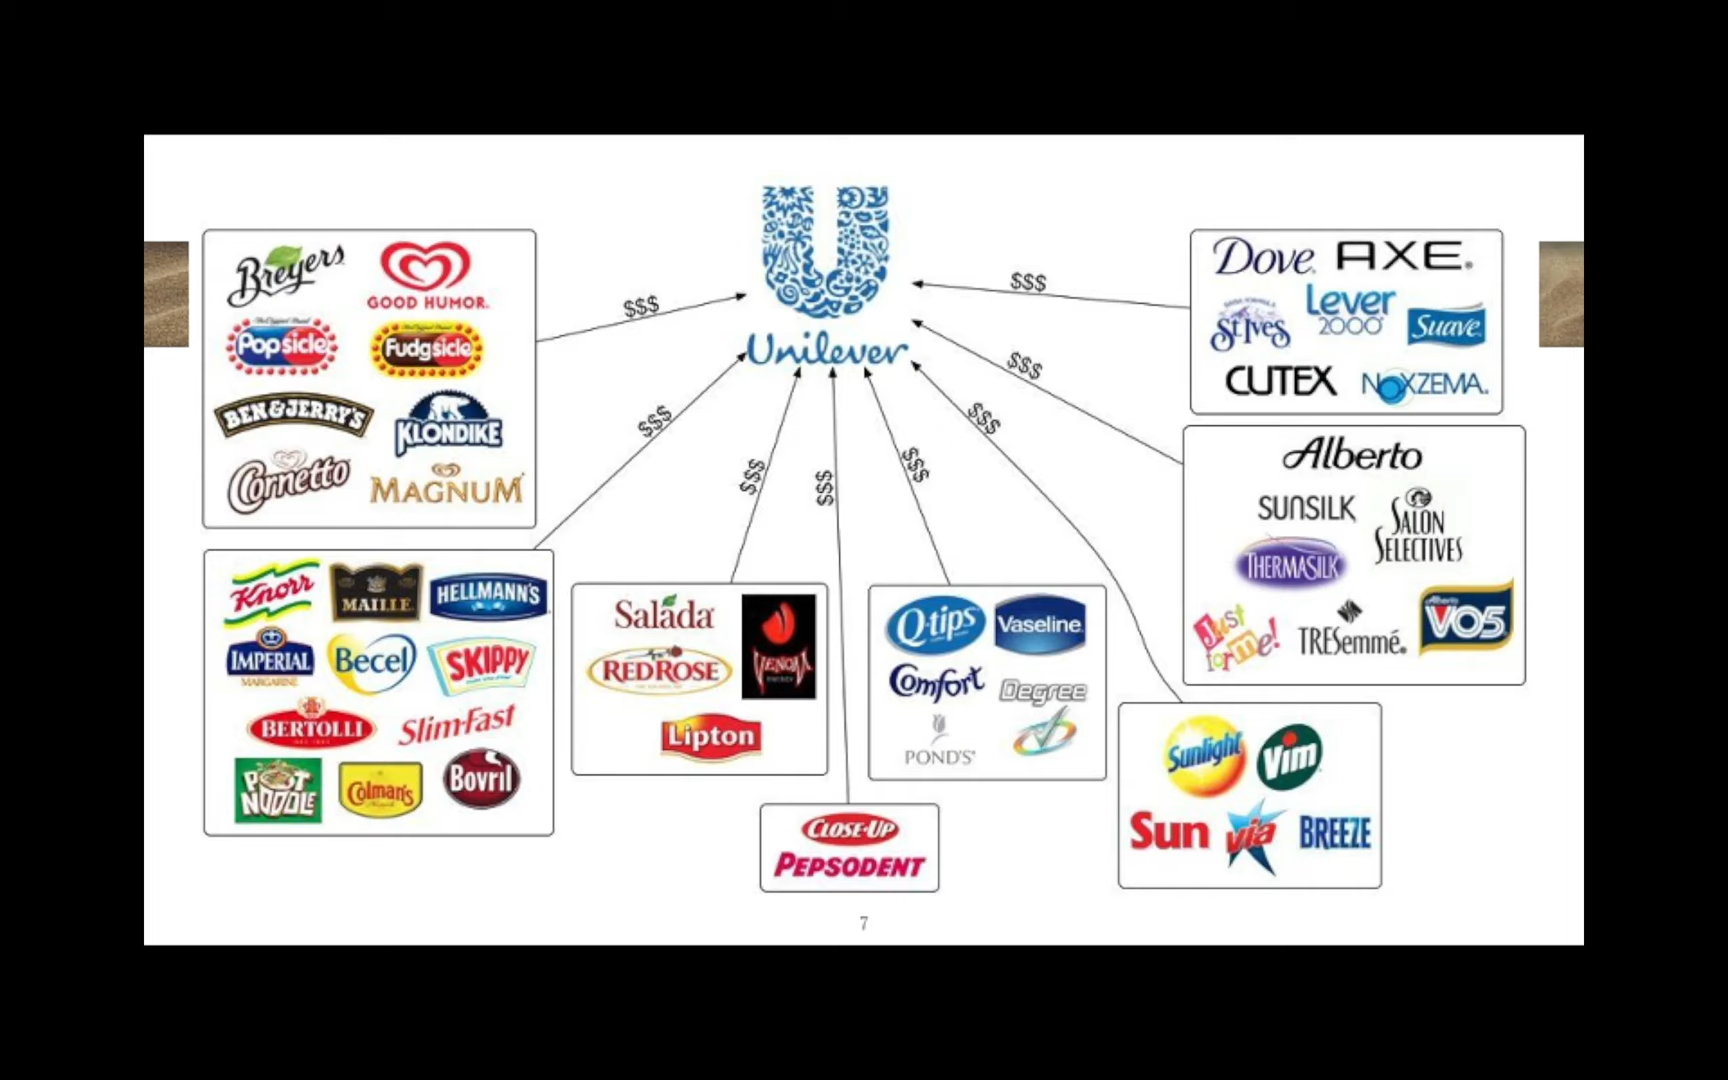 Unilever
$$$
$$$
$$$
$$$
$$$
$$$
$$$
$$$
Breyers
GOOD HUMOR.
Popsicle
Fudgsicle
BEN & JERRY'S
KLONDIKE
Cornetto
MAGNUM
Knorr
MAILLE
HELLMANN'S
IMPERIAL
MARGARINE
Becel
SKIPPY
BERTOLLI
Slim·Fast
POT
NOODLE
Colman's
Bovril
Salada
RED ROSE
VENOM
ENERGY
Lipton
CLOSE-UP
PEPSODENT
Q-tips
Vaseline
Comfort
Degree
POND'S
Dove
AXE
St Ives
Lever
2000
Suave
CUTEX
NOXZEMA
Alberto
SUNSILK
SALON
SELECTIVES
THERMASILK
Just
for me!
TRESemmé
Alberto
VO5
Sunlight
Vim
Sun
via
BREEZE
7